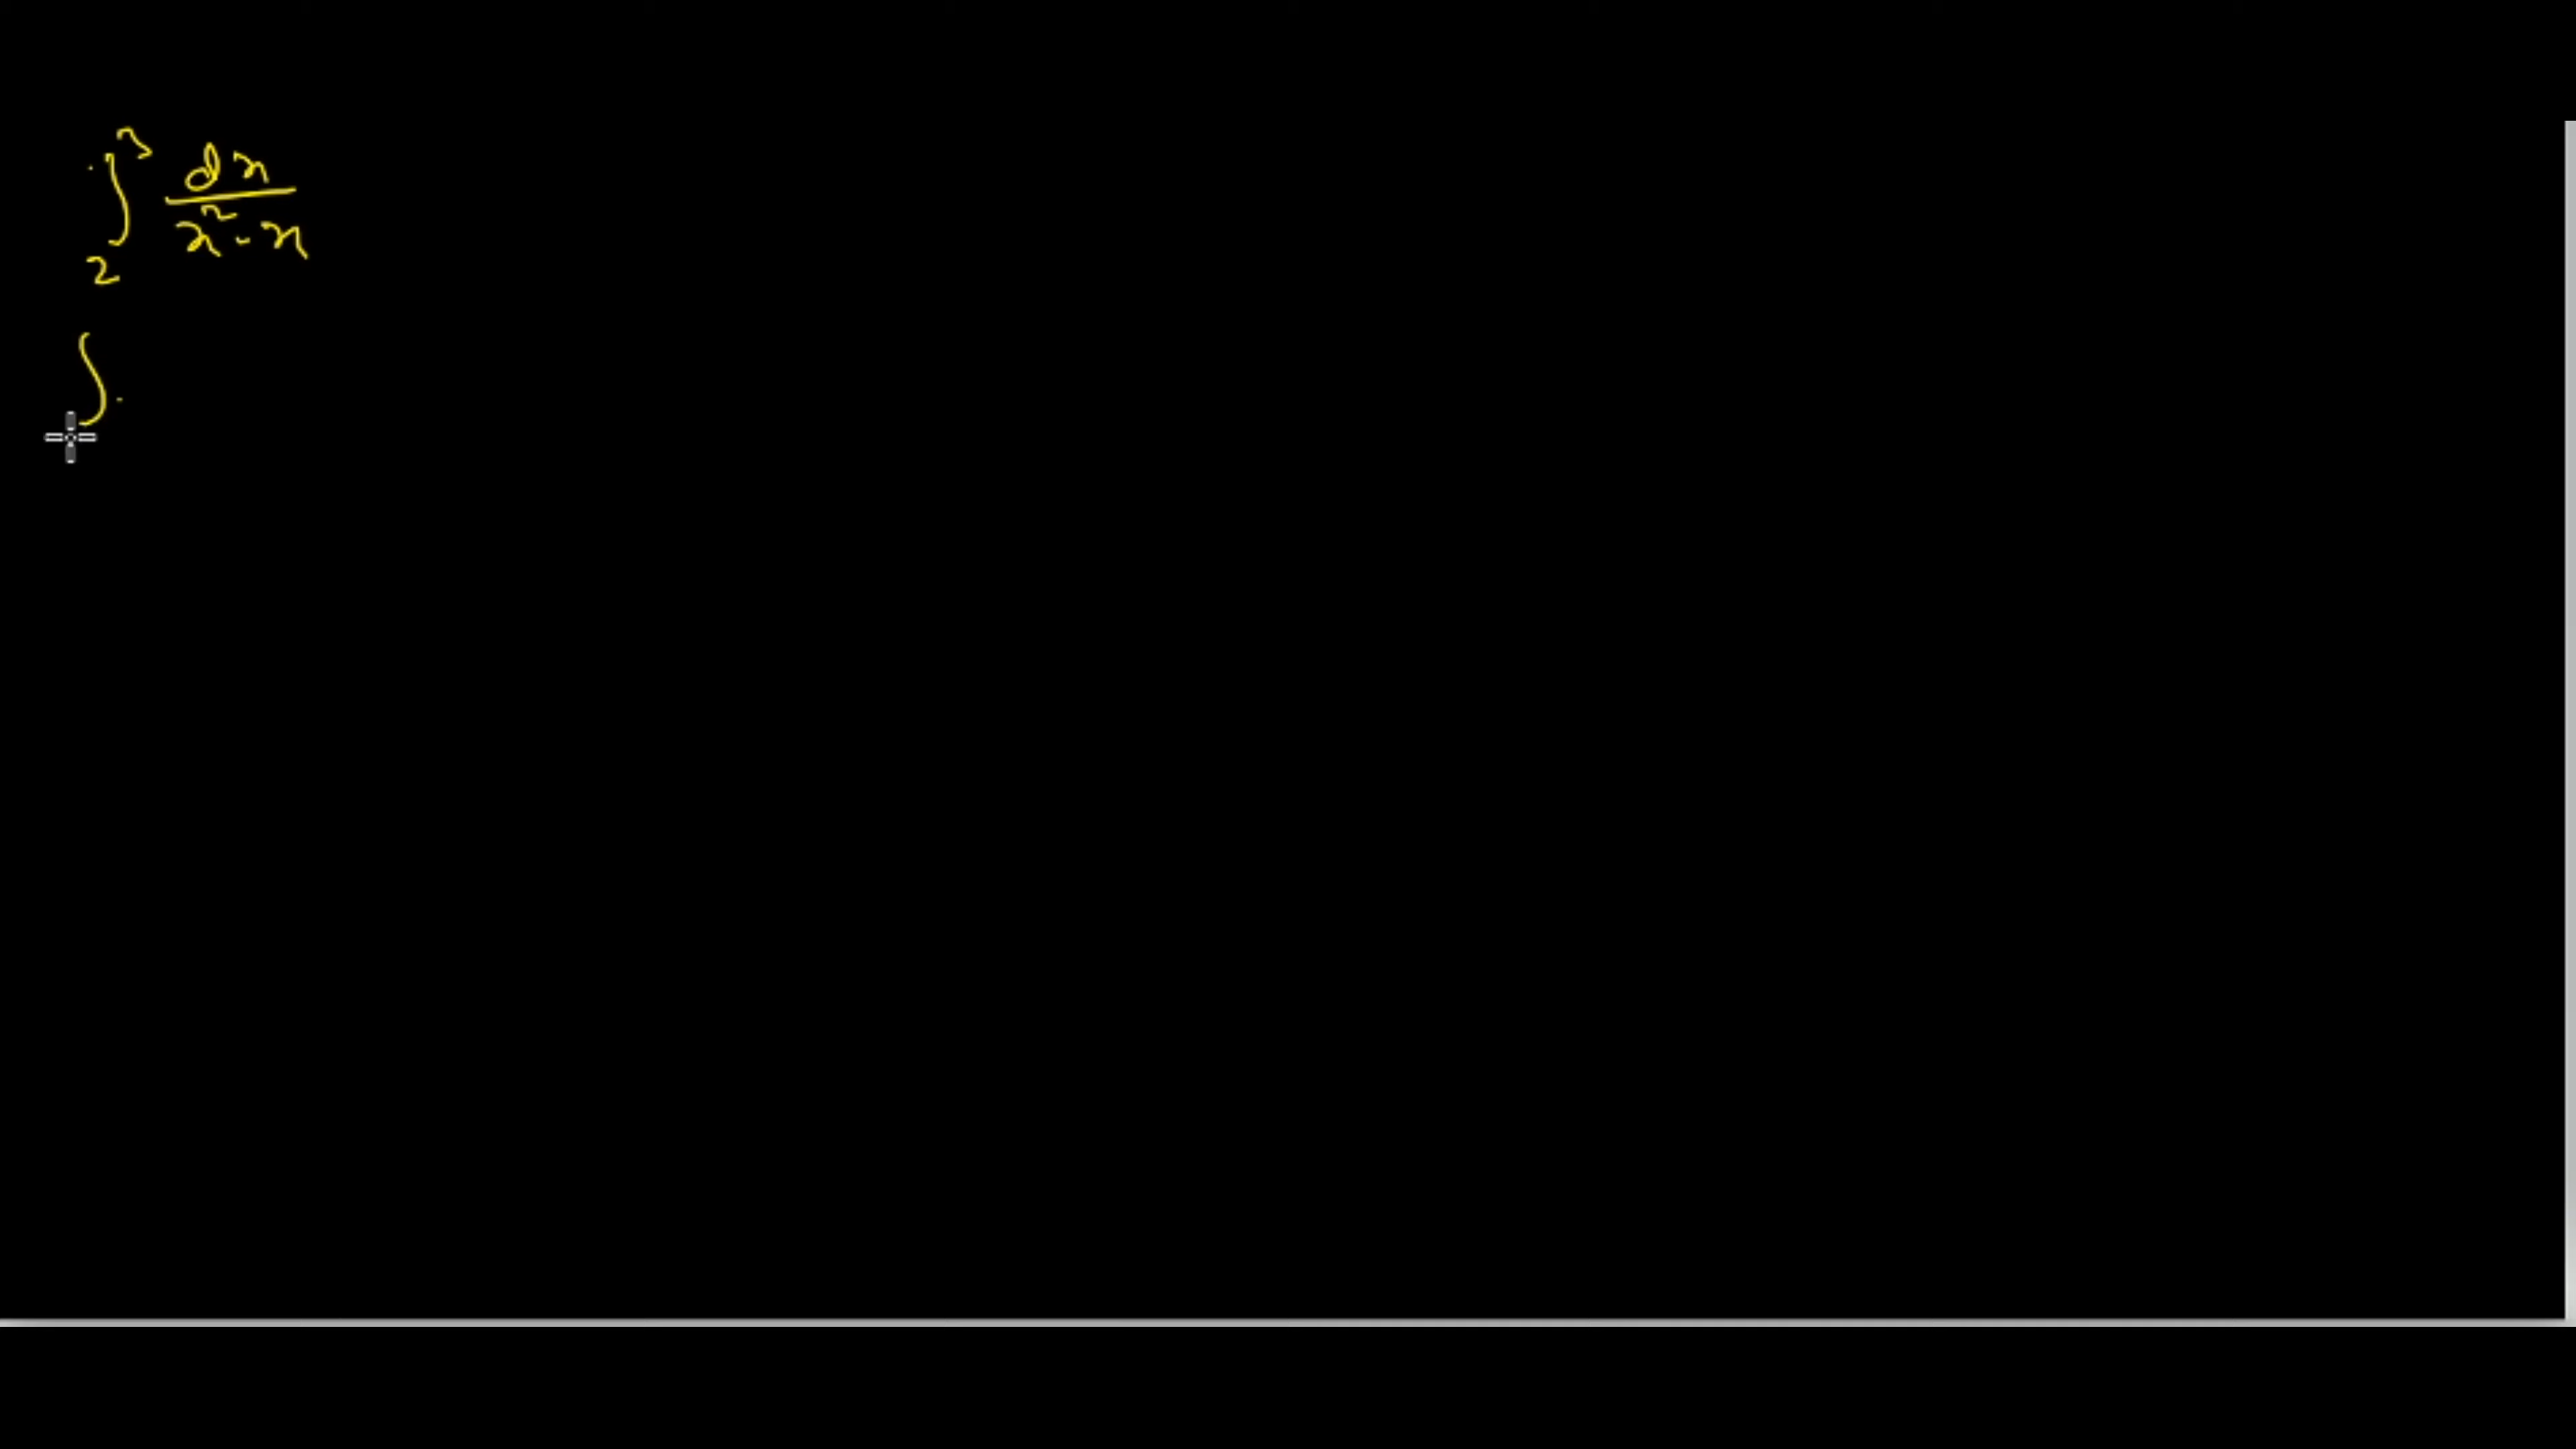 ∫₂³ dx / (x² - x)
∫